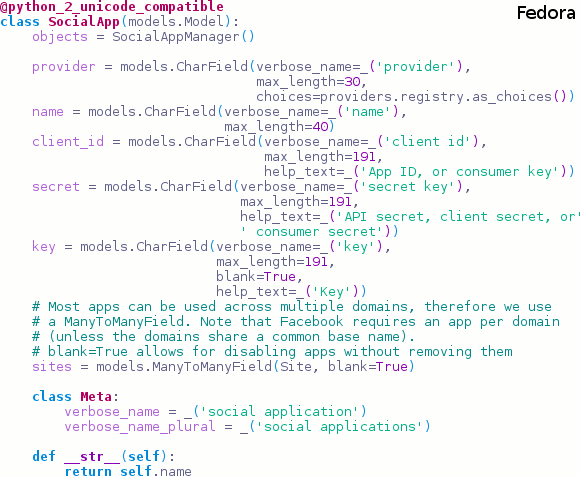 @python_2_unicode_compatible
Fedora
class SocialApp(models.Model):
    objects = SocialAppManager()

    provider = models.CharField(verbose_name=_('provider'),
                                max_length=30,
                                choices=providers.registry.as_choices())
    name = models.CharField(verbose_name=_('name'),
                            max_length=40)
    client_id = models.CharField(verbose_name=_('client id'),
                                 max_length=191,
                                 help_text=_('App ID, or consumer key'))
    secret = models.CharField(verbose_name=_('secret key'),
                              max_length=191,
                              help_text=_('API secret, client secret, or'
                              ' consumer secret'))
    key = models.CharField(verbose_name=_('key'),
                           max_length=191,
                           blank=True,
                           help_text=_('Key'))
    # Most apps can be used across multiple domains, therefore we use
    # a ManyToManyField. Note that Facebook requires an app per domain
    # (unless the domains share a common base name).
    # blank=True allows for disabling apps without removing them
    sites = models.ManyToManyField(Site, blank=True)

    class Meta:
        verbose_name = _('social application')
        verbose_name_plural = _('social applications')

    def __str__(self):
        return self.name